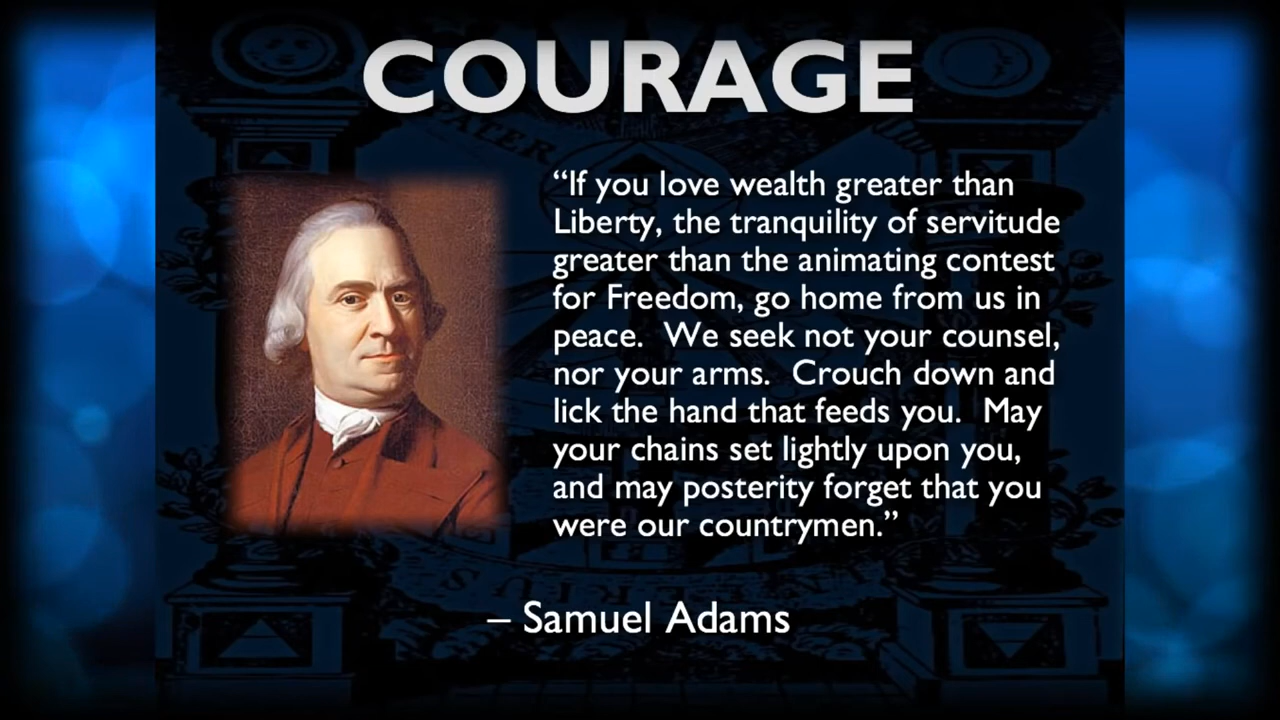 COURAGE
“If you love wealth greater than
Liberty, the tranquility of servitude
greater than the animating contest
for Freedom, go home from us in
peace.  We seek not your counsel,
nor your arms.  Crouch down and
lick the hand that feeds you.  May
your chains set lightly upon you,
and may posterity forget that you
were our countrymen.”
– Samuel Adams